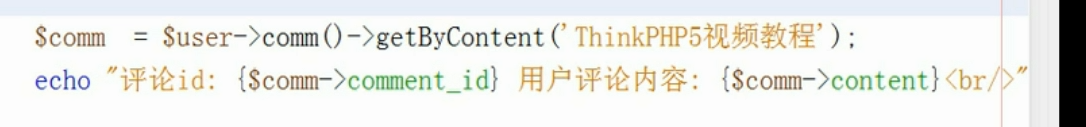 $comm = $user->comm()->getByContent('ThinkPHP5视频教程');
echo "评论id: {$comm->comment_id} 用户评论内容: {$comm->content}<br/>"